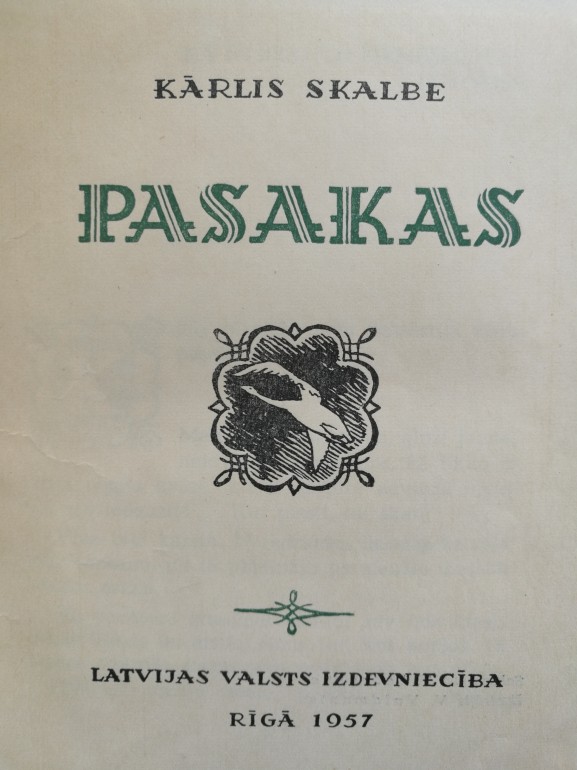 KĀRLIS SKALBE
PASAKAS
LATVIJAS VALSTS IZDEVNIECĪBA
RĪGĀ 1957